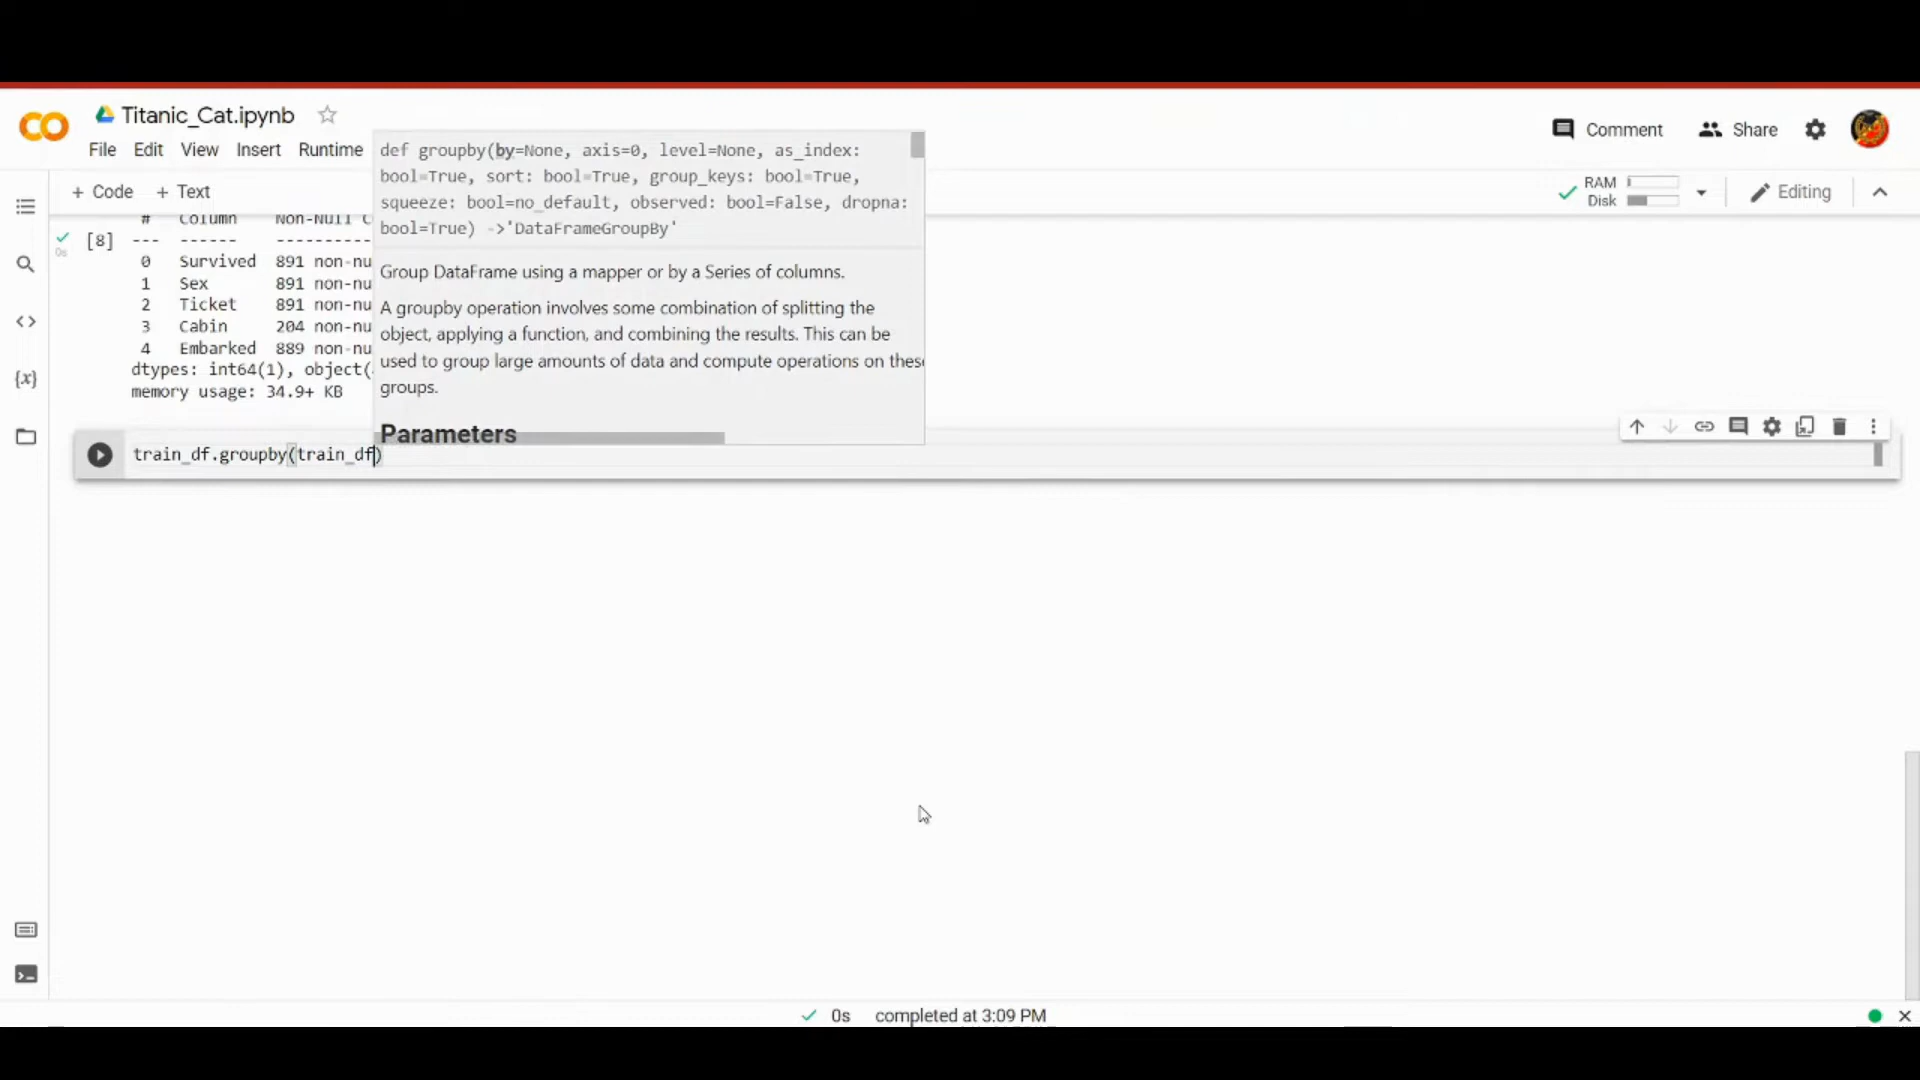 Titanic_Cat.ipynb
Comment
Share
File Edit View Insert Runtime
+ Code + Text
RAM
Disk
Editing
def groupby(by=None, axis=0, level=None, as_index:
bool=True, sort: bool=True, group_keys: bool=True,
squeeze: bool=no_default, observed: bool=False, dropna:
bool=True) ->'DataFrameGroupBy'
Group DataFrame using a mapper or by a Series of columns.
A groupby operation involves some combination of splitting the
object, applying a function, and combining the results. This can be
used to group large amounts of data and compute operations on these
groups.
Parameters
# Column Non-Null C
[8] --- ------ ----------
0s
0 Survived 891 non-nu
1 Sex 891 non-nu
2 Ticket 891 non-nu
3 Cabin 204 non-nu
4 Embarked 889 non-nu
dtypes: int64(1), object(
memory usage: 34.9+ KB
train_df.groupby(train_df)
0s completed at 3:09 PM